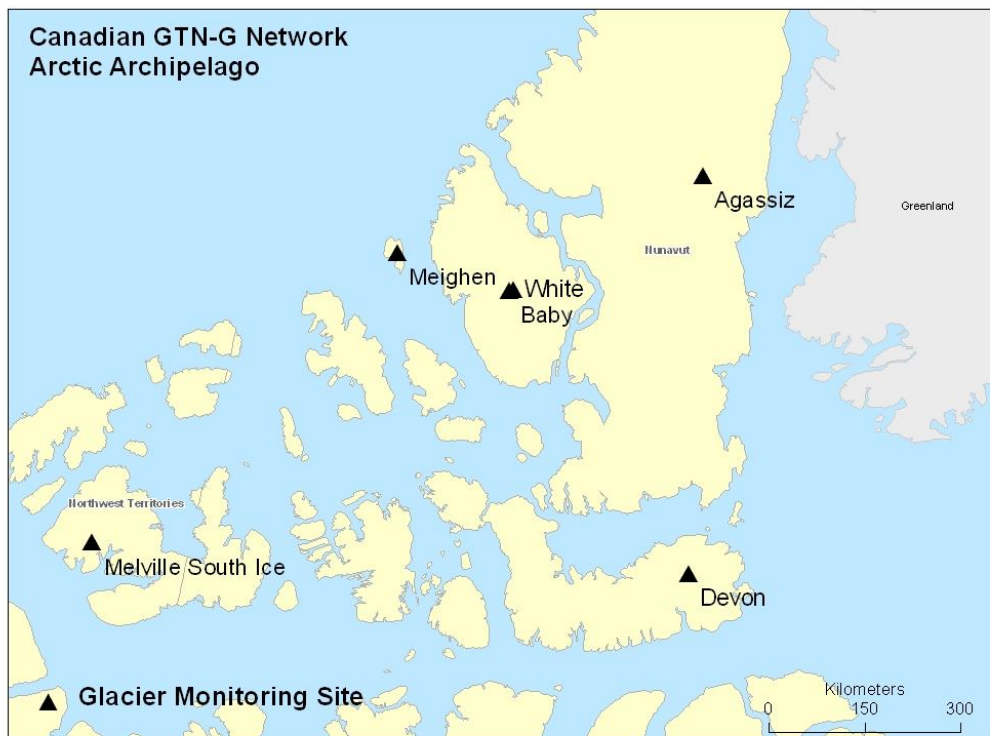 Canadian GTN-G Network
Arctic Archipelago
Agassiz
Greenland
Nunavut
Meighen
White
Baby
Northwest Territories
Melville South Ice
Devon
Glacier Monitoring Site
Kilometers
0 150 300